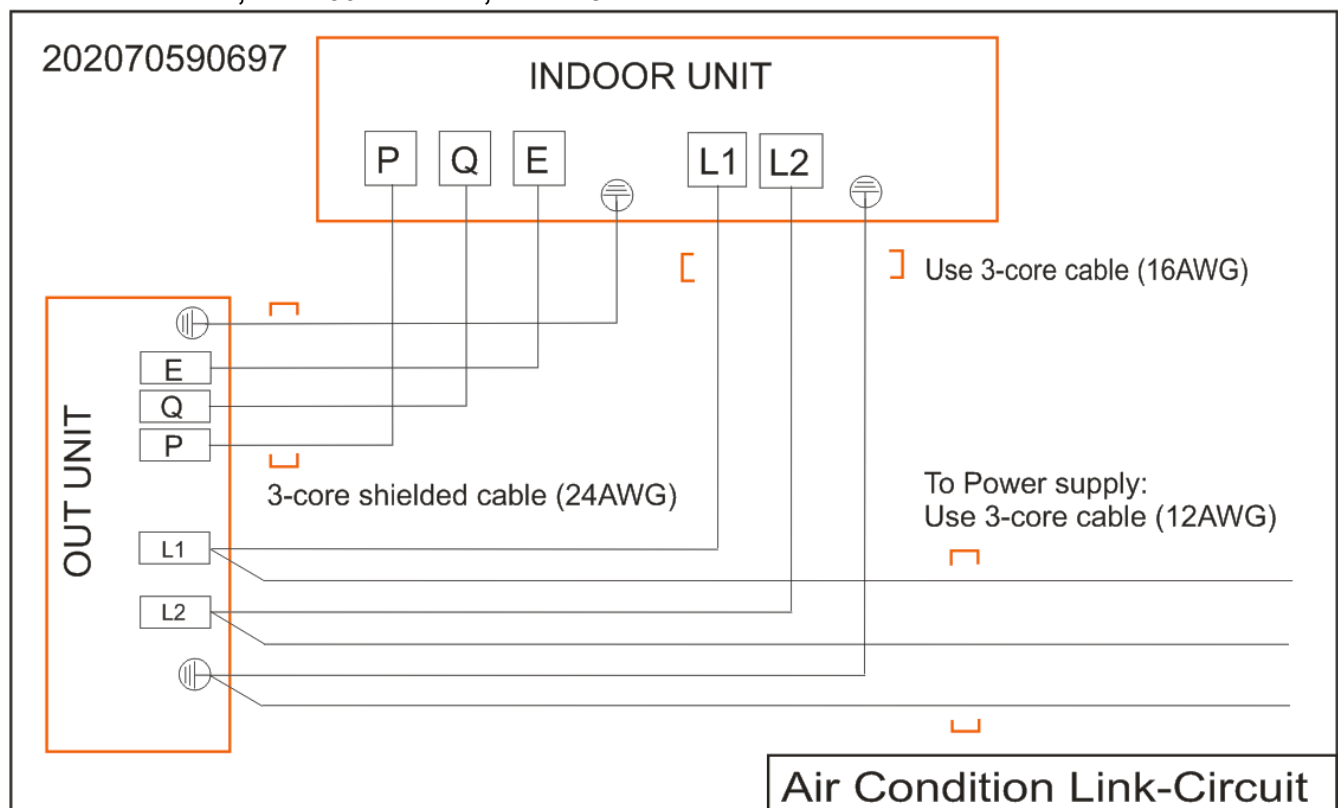 202070590697
INDOOR UNIT
P Q E L1 L2
Use 3-core cable (16AWG)
OUT UNIT
E
Q
P
3-core shielded cable (24AWG)
To Power supply:
Use 3-core cable (12AWG)
L1
L2
Air Condition Link-Circuit